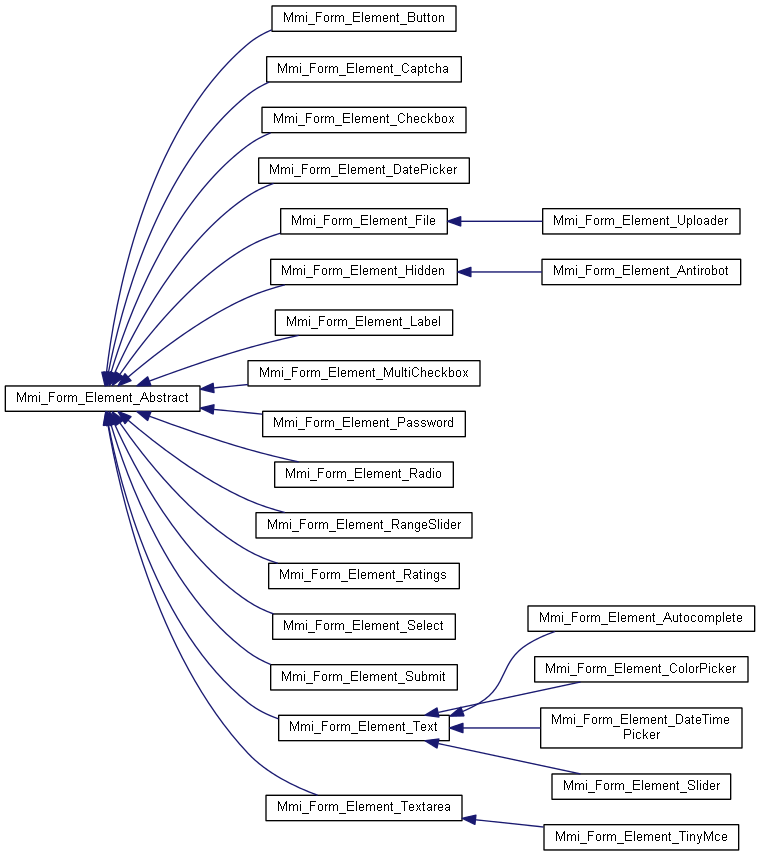 Mmi_Form_Element_Button
Mmi_Form_Element_Captcha
Mmi_Form_Element_Checkbox
Mmi_Form_Element_DatePicker
Mmi_Form_Element_File
Mmi_Form_Element_Uploader
Mmi_Form_Element_Hidden
Mmi_Form_Element_Antirobot
Mmi_Form_Element_Label
Mmi_Form_Element_MultiCheckbox
Mmi_Form_Element_Abstract
Mmi_Form_Element_Password
Mmi_Form_Element_Radio
Mmi_Form_Element_RangeSlider
Mmi_Form_Element_Ratings
Mmi_Form_Element_Select
Mmi_Form_Element_Autocomplete
Mmi_Form_Element_Submit
Mmi_Form_Element_ColorPicker
Mmi_Form_Element_Text
Mmi_Form_Element_DateTime
Picker
Mmi_Form_Element_Slider
Mmi_Form_Element_Textarea
Mmi_Form_Element_TinyMce